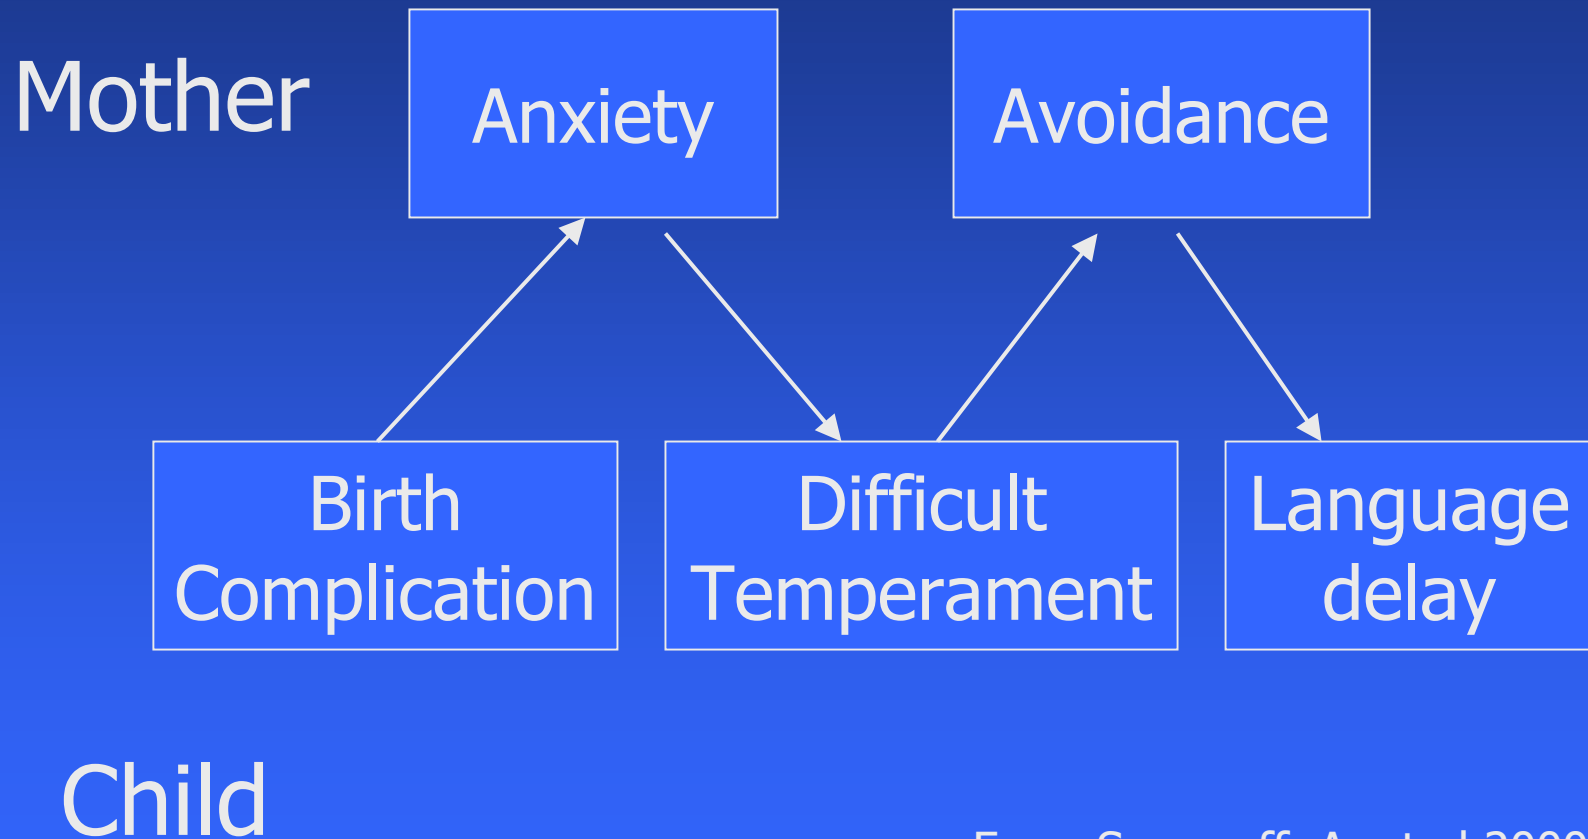 Mother
Anxiety
Avoidance
Birth
Complication
Difficult
Temperament
Language
delay
Child